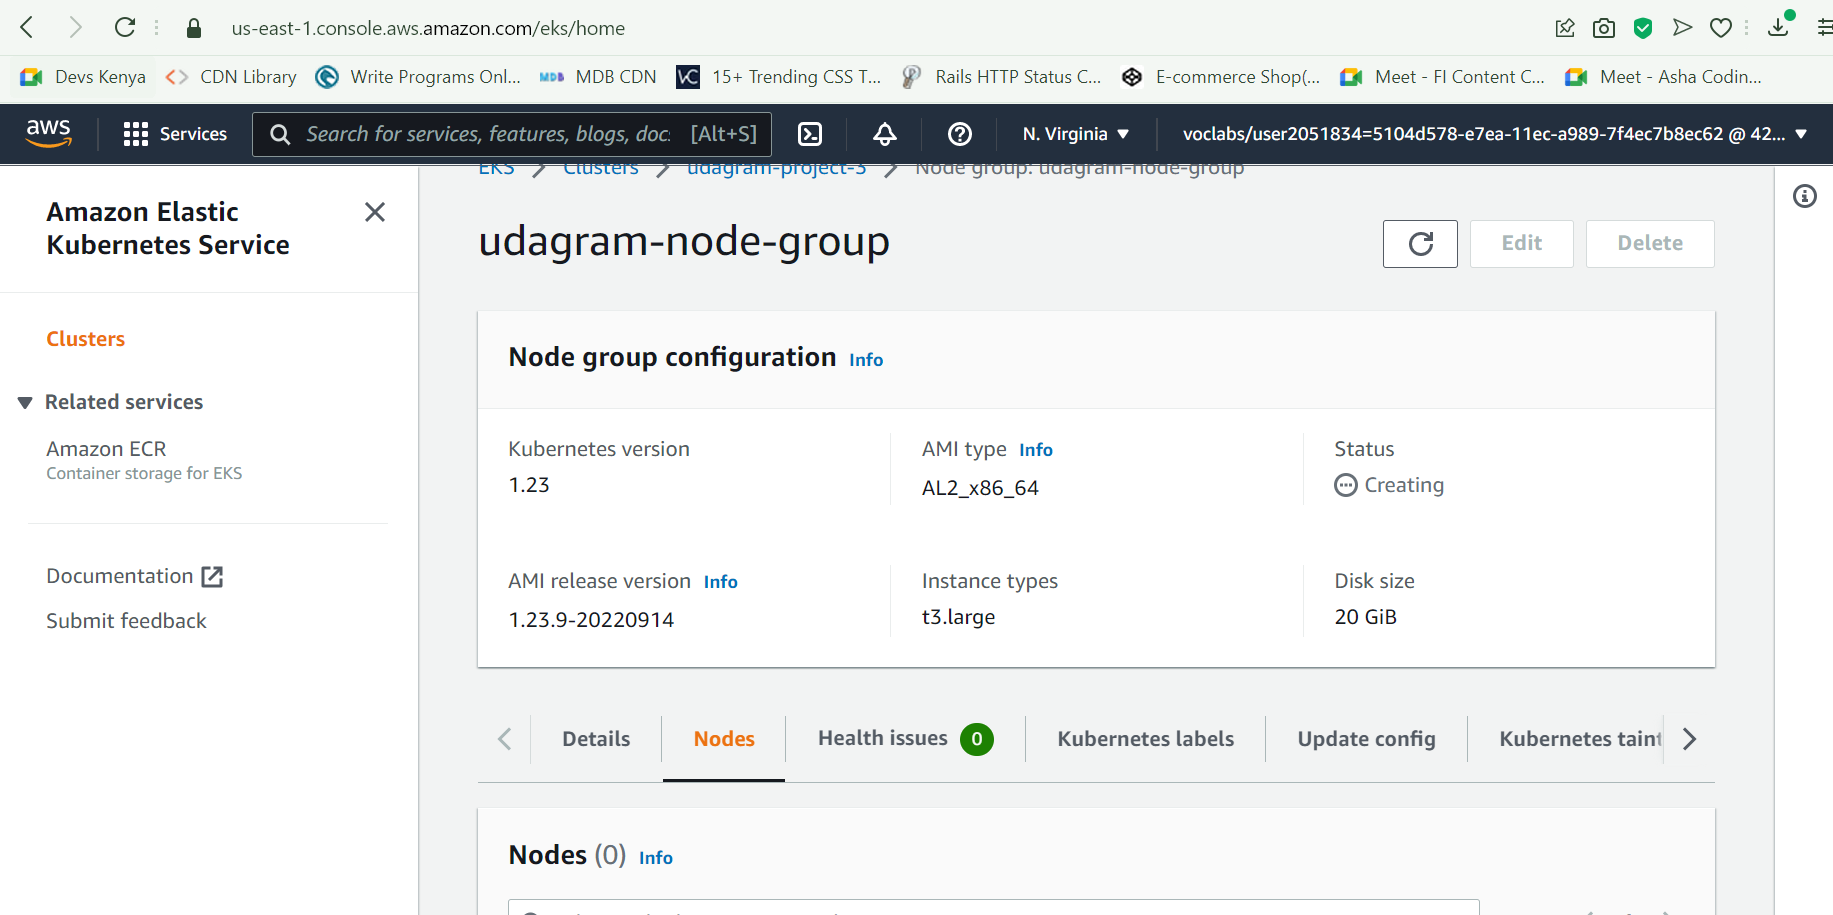 us-east-1.console.aws.amazon.com/eks/home
Devs Kenya
CDN Library
Write Programs Onl...
MDB MDB CDN
VC 15+ Trending CSS T...
Rails HTTP Status C...
E-commerce Shop(...
Meet - FI Content C...
Meet - Asha Codin...
aws
Services
Search for services, features, blogs, docs [Alt+S]
N. Virginia
voclabs/user2051834=5104d578-e7ea-11ec-a989-7f4ec7b8ec62 @ 42...
EKS
Clusters
udagram-project-3
Node group: udagram-node-group
Amazon Elastic
Kubernetes Service
Clusters
Related services
Amazon ECR
Container storage for EKS
Documentation
Submit feedback
udagram-node-group
Edit
Delete
Node group configuration Info
Kubernetes version
1.23
AMI type Info
AL2_x86_64
Status
Creating
AMI release version Info
1.23.9-20220914
Instance types
t3.large
Disk size
20 GiB
Details
Nodes
Health issues 0
Kubernetes labels
Update config
Kubernetes taint
Nodes (0) Info